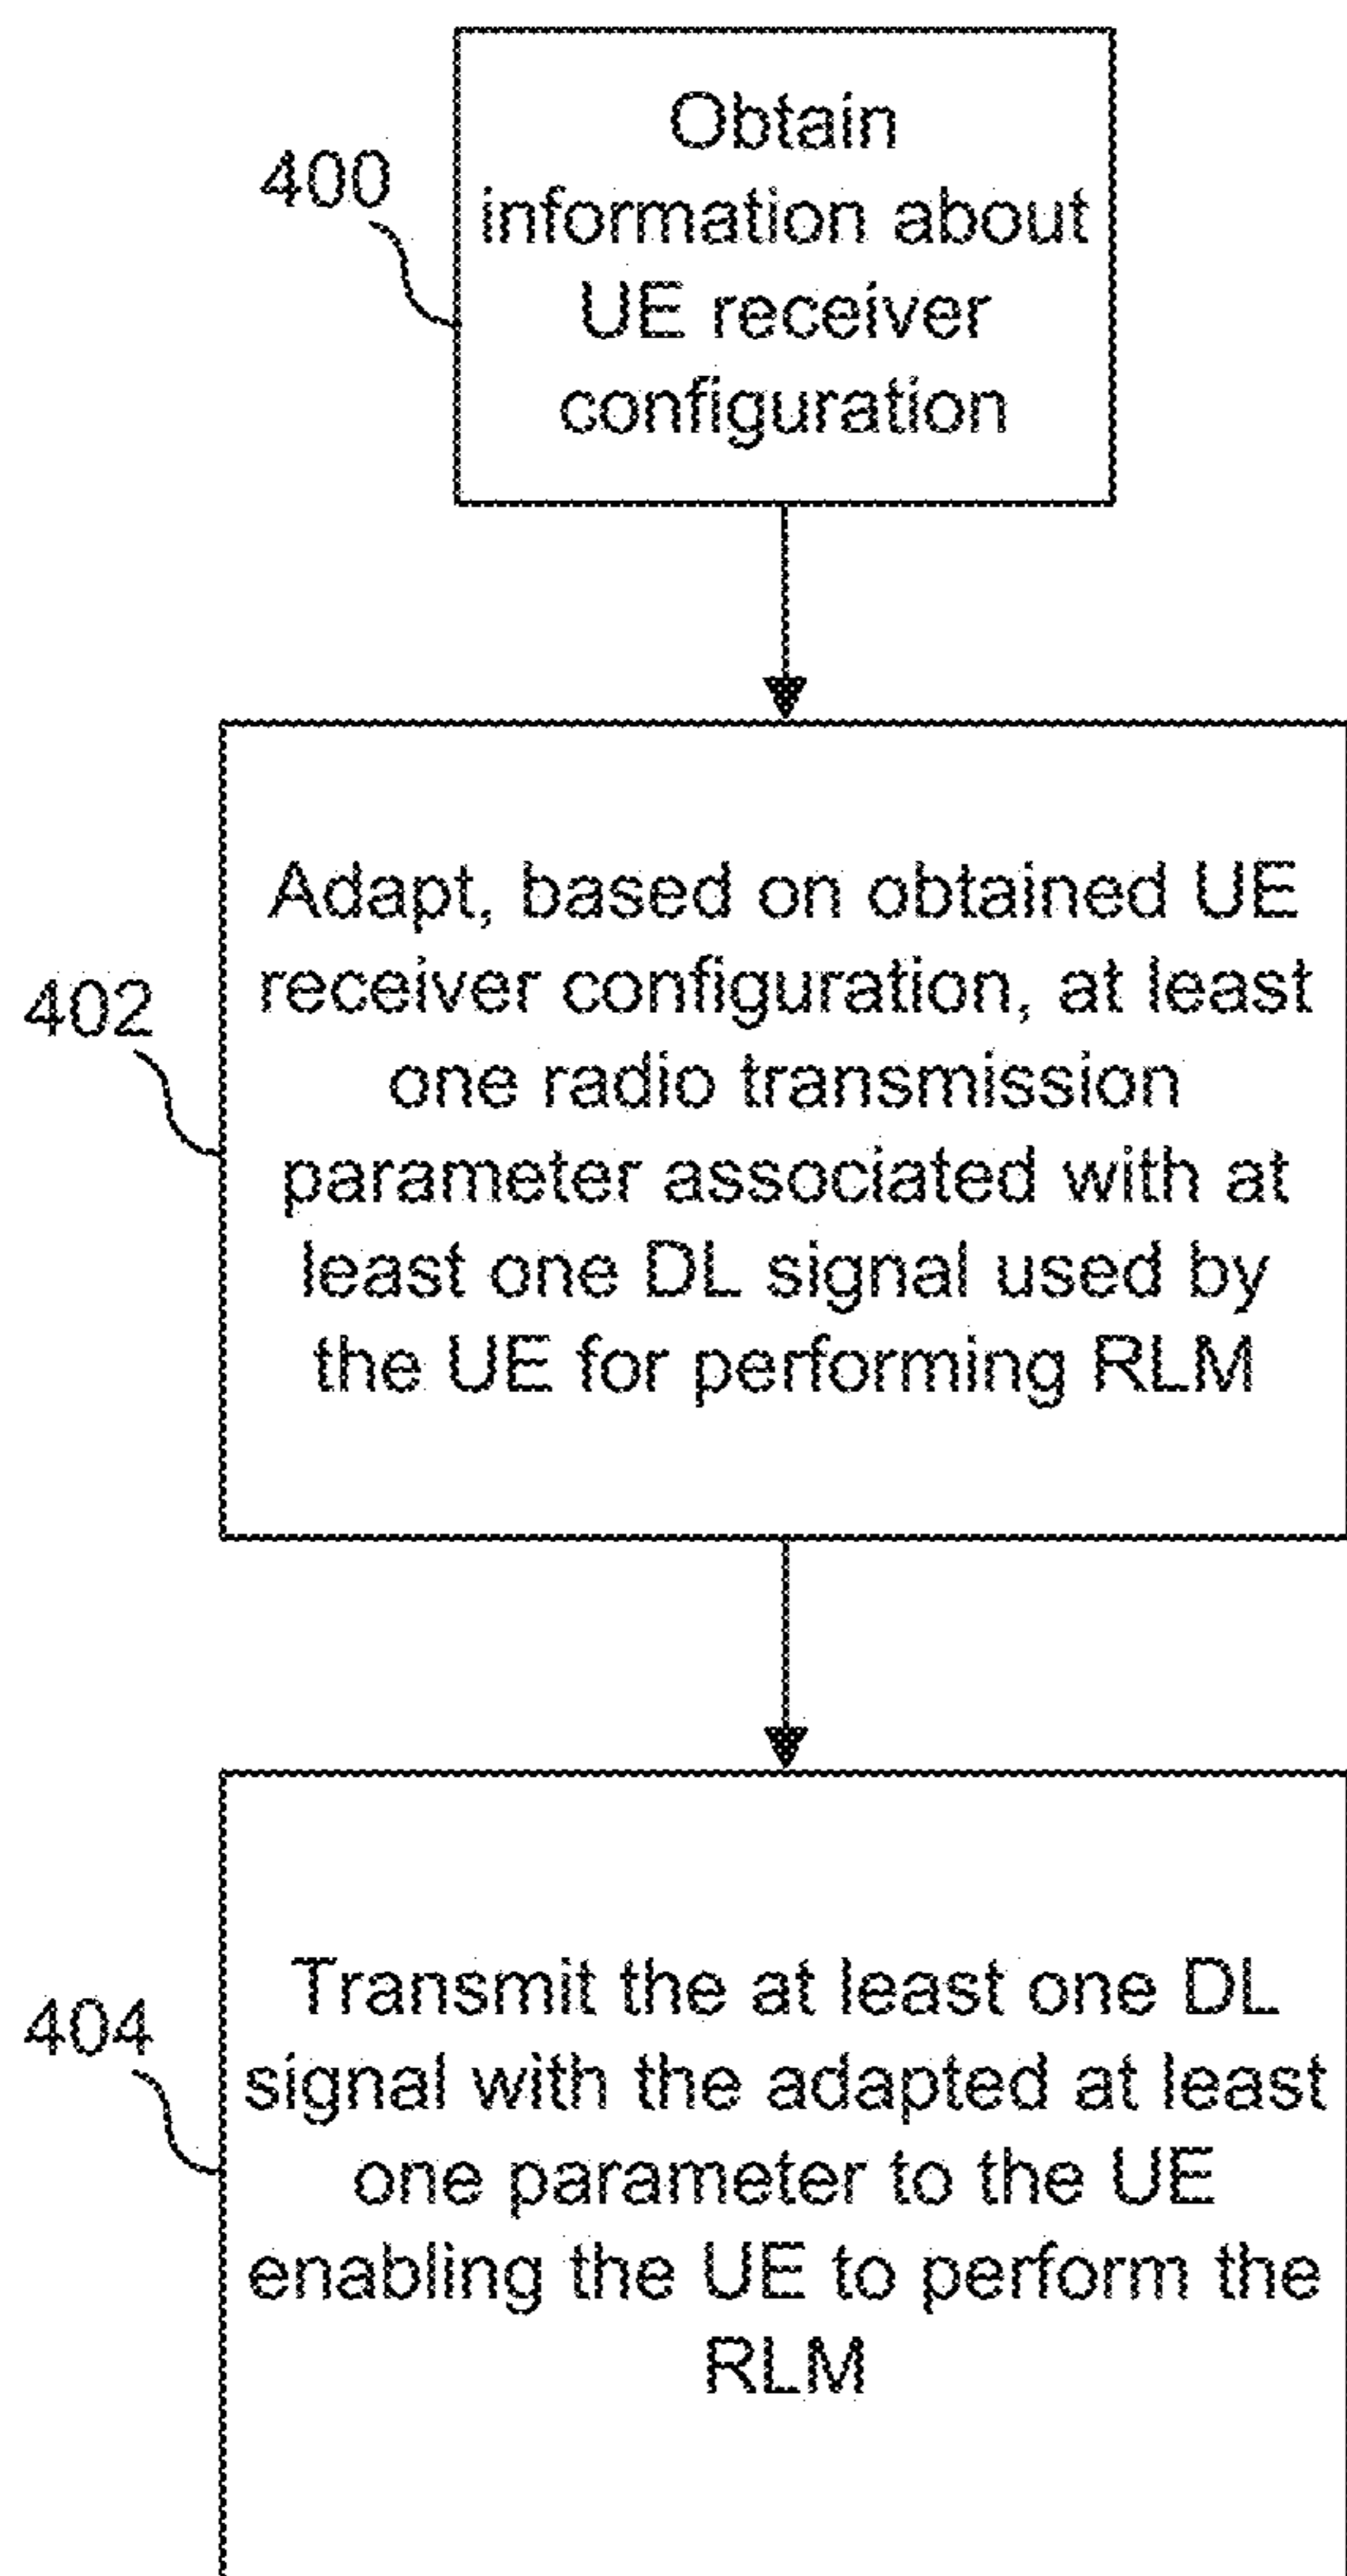 400
Obtain
information about
UE receiver
configuration
402
Adapt, based on obtained UE
receiver configuration, at least
one radio transmission
parameter associated with at
least one DL signal used by
the UE for performing RLM
404
Transmit the at least one DL
signal with the adapted at least
one parameter to the UE
enabling the UE to perform the
RLM